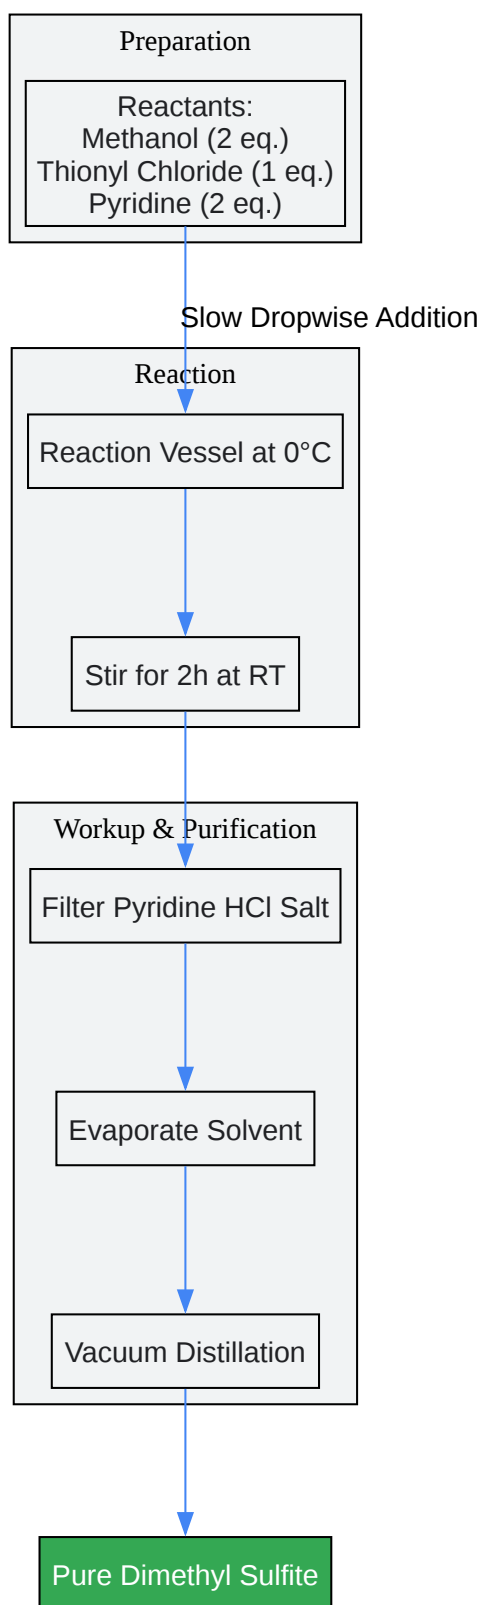 Preparation
Reactants:
Methanol (2 eq.)
Thionyl Chloride (1 eq.)
Pyridine (2 eq.)
Slow Dropwise Addition
Reaction
Reaction Vessel at 0°C
Stir for 2h at RT
Workup & Purification
Filter Pyridine HCl Salt
Evaporate Solvent
Vacuum Distillation
Pure Dimethyl Sulfite